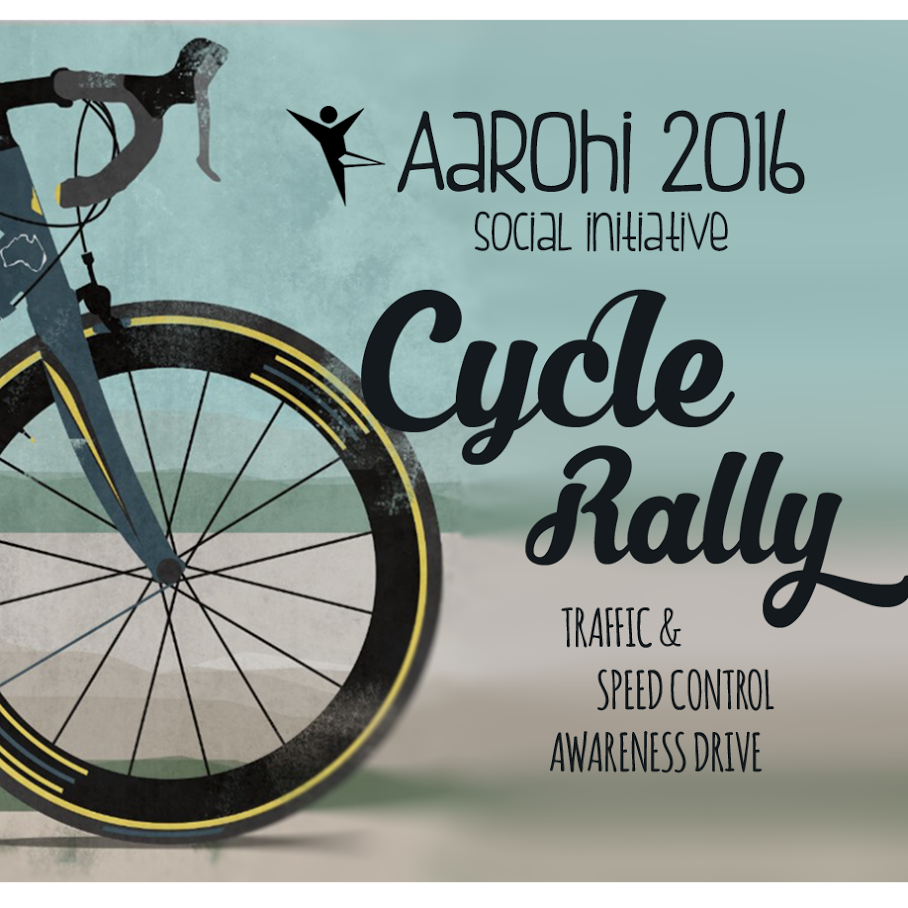 Aarohi 2016
social initiative
Cycle
Rally
TRAFFIC &
SPEED CONTROL
AWARENESS DRIVE